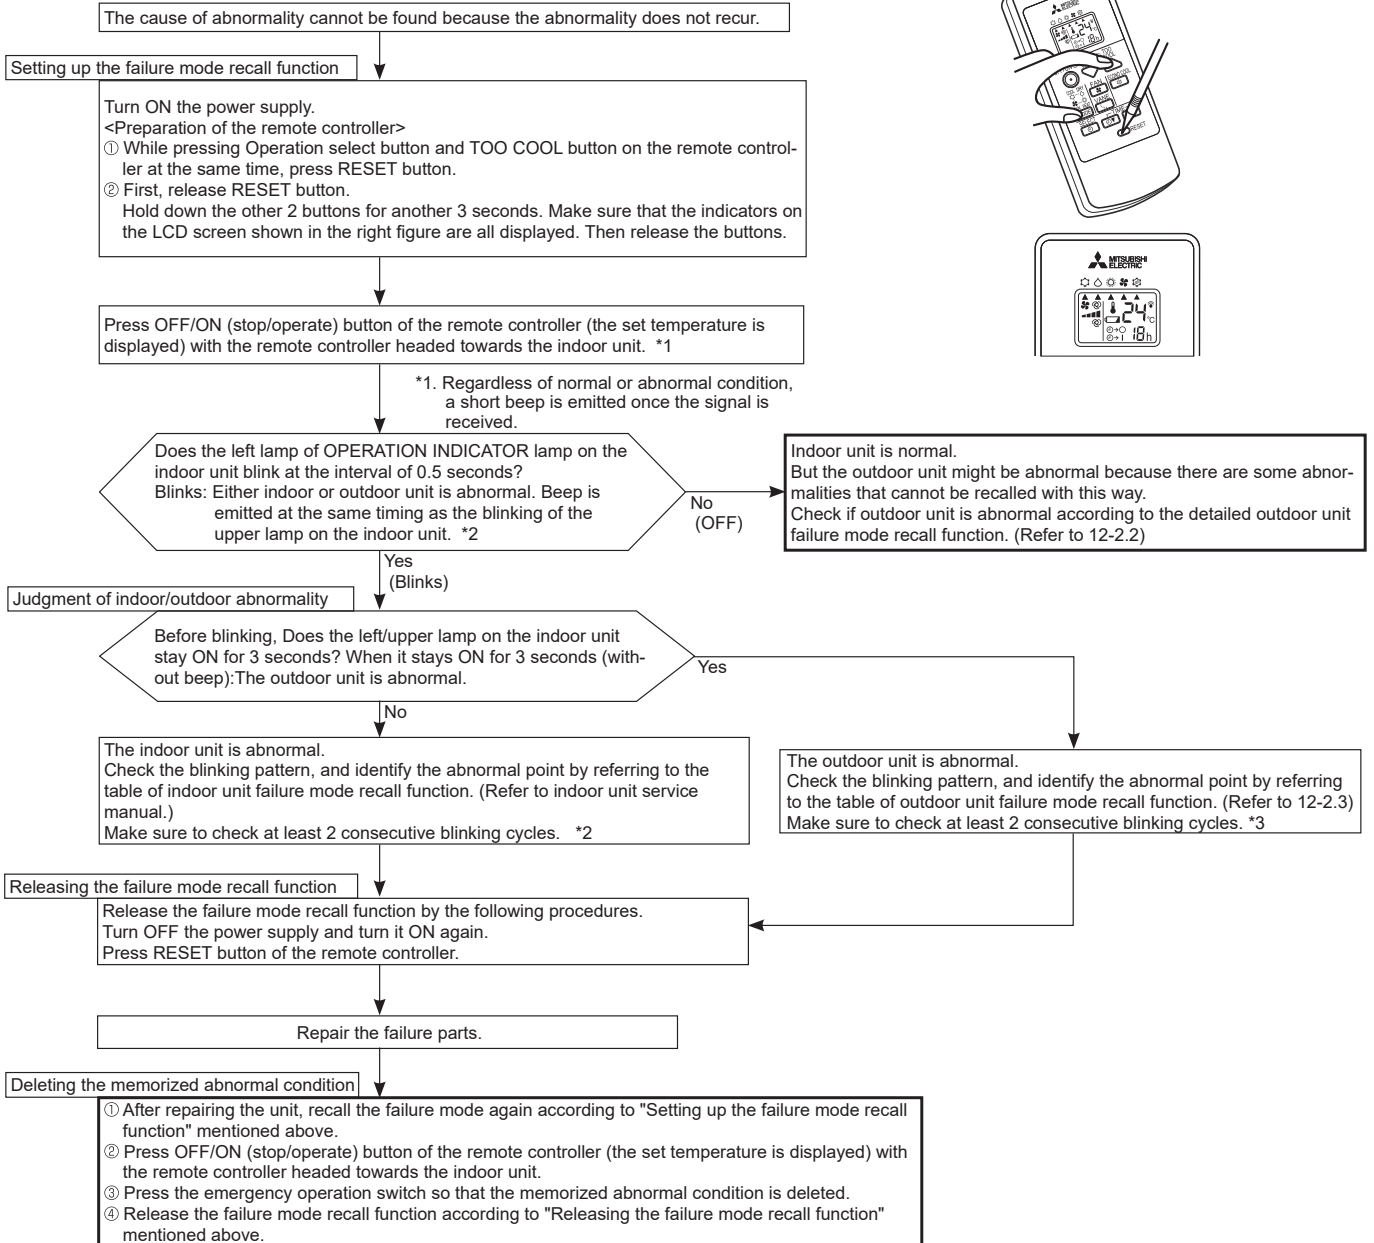 The cause of abnormality cannot be found because the abnormality does not recur.
Setting up the failure mode recall function
Turn ON the power supply.
<Preparation of the remote controller>
① While pressing Operation select button and TOO COOL button on the remote control-
ler at the same time, press RESET button.
② First, release RESET button.
Hold down the other 2 buttons for another 3 seconds. Make sure that the indicators on
the LCD screen shown in the right figure are all displayed. Then release the buttons.
FAN
VANE
RESET
MITSUBISHI
ELECTRIC
24°C
18h
Press OFF/ON (stop/operate) button of the remote controller (the set temperature is
displayed) with the remote controller headed towards the indoor unit. *1
*1. Regardless of normal or abnormal condition,
a short beep is emitted once the signal is
received.
Does the left lamp of OPERATION INDICATOR lamp on the
indoor unit blink at the interval of 0.5 seconds?
Blinks: Either indoor or outdoor unit is abnormal. Beep is
emitted at the same timing as the blinking of the
upper lamp on the indoor unit. *2
No
(OFF)
Indoor unit is normal.
But the outdoor unit might be abnormal because there are some abnor-
malities that cannot be recalled with this way.
Check if outdoor unit is abnormal according to the detailed outdoor unit
failure mode recall function. (Refer to 12-2.2)
Yes
(Blinks)
Judgment of indoor/outdoor abnormality
Before blinking, Does the left/upper lamp on the indoor unit
stay ON for 3 seconds? When it stays ON for 3 seconds (with-
out beep):The outdoor unit is abnormal.
Yes
No
The indoor unit is abnormal.
Check the blinking pattern, and identify the abnormal point by referring to the
table of indoor unit failure mode recall function. (Refer to indoor unit service
manual.)
Make sure to check at least 2 consecutive blinking cycles. *2
The outdoor unit is abnormal.
Check the blinking pattern, and identify the abnormal point by referring
to the table of outdoor unit failure mode recall function. (Refer to 12-2.3)
Make sure to check at least 2 consecutive blinking cycles. *3
Releasing the failure mode recall function
Release the failure mode recall function by the following procedures.
Turn OFF the power supply and turn it ON again.
Press RESET button of the remote controller.
Repair the failure parts.
Deleting the memorized abnormal condition
① After repairing the unit, recall the failure mode again according to "Setting up the failure mode recall
function" mentioned above.
② Press OFF/ON (stop/operate) button of the remote controller (the set temperature is displayed) with
the remote controller headed towards the indoor unit.
③ Press the emergency operation switch so that the memorized abnormal condition is deleted.
④ Release the failure mode recall function according to "Releasing the failure mode recall function"
mentioned above.